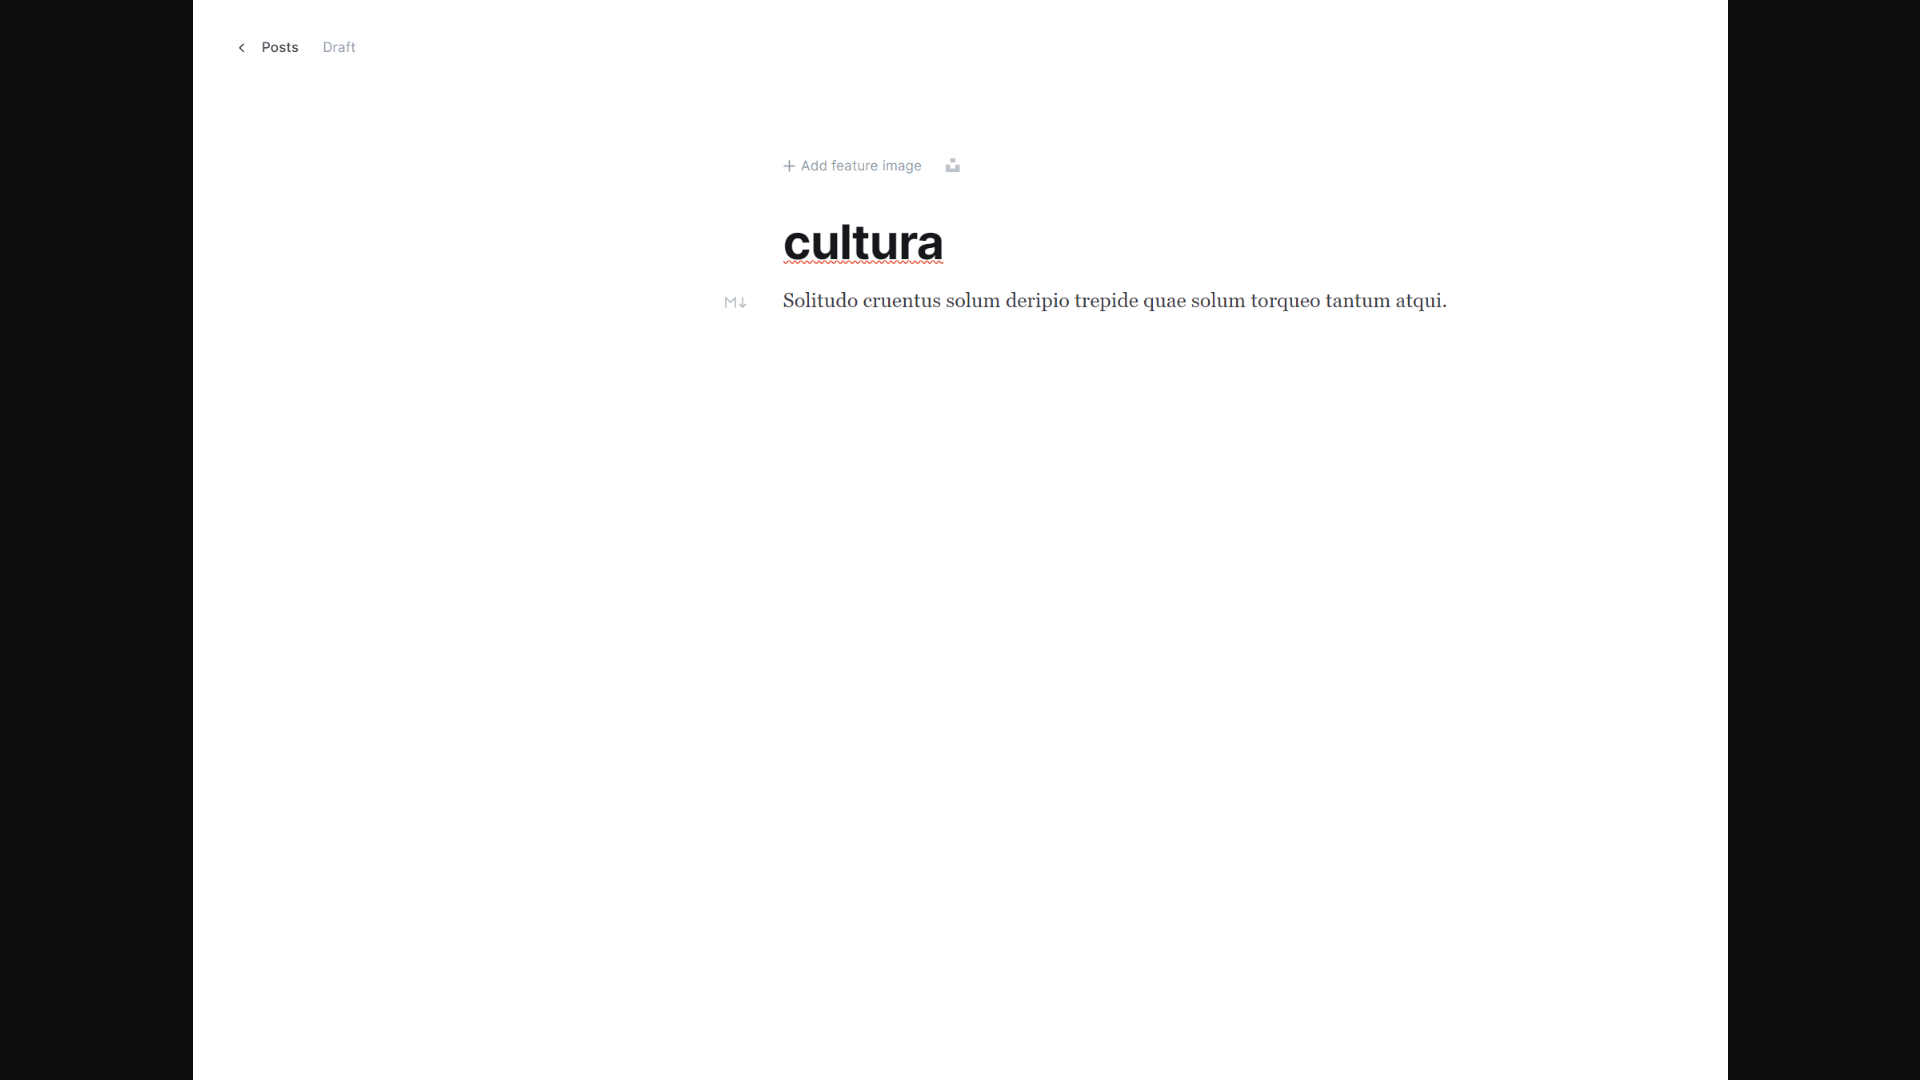 Posts Draft
Add feature image
cultura
M↓ Solitudo cruentus solum deripio trepide quae solum torqueo tantum atqui.